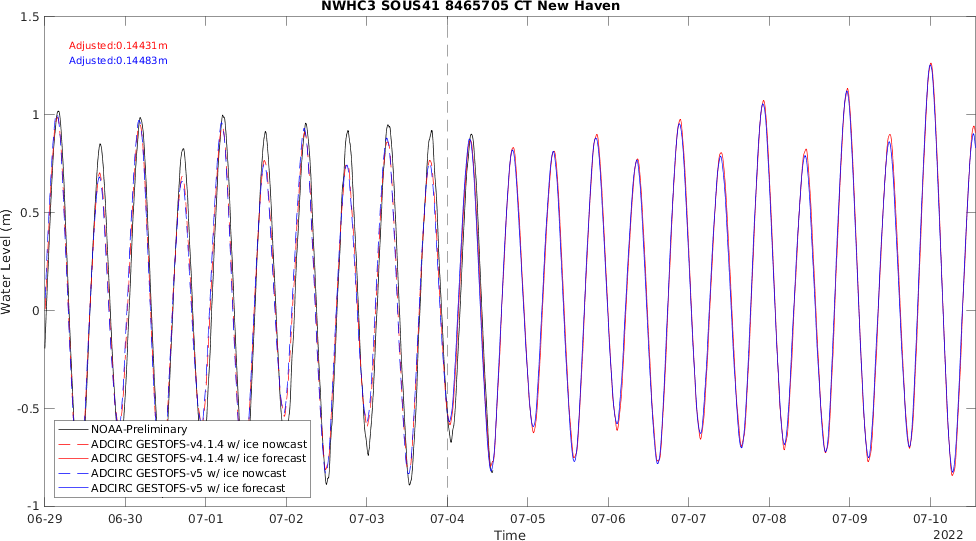 NWHC3 SOUS41 8465705 CT New Haven
1.5
Adjusted:0.14431m
Adjusted:0.14483m
1
0.5
Water Level (m)
0
-0.5
NOAA-Preliminary
ADCIRC GESTOFS-v4.1.4 w/ ice nowcast
ADCIRC GESTOFS-v4.1.4 w/ ice forecast
ADCIRC GESTOFS-v5 w/ ice nowcast
ADCIRC GESTOFS-v5 w/ ice forecast
-1
06-29 06-30 07-01 07-02 07-03 07-04 07-05 07-06 07-07 07-08 07-09 07-10
Time
2022